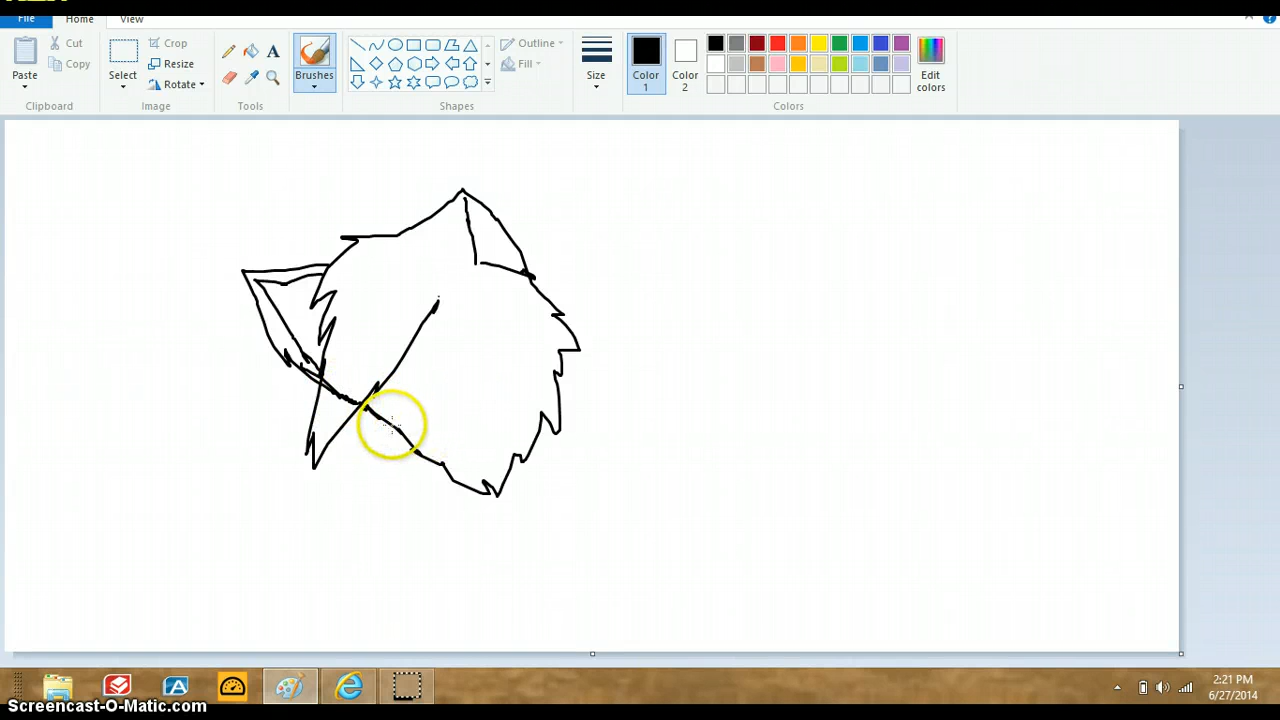 File Home View
Paste Cut Copy Clipboard
Select Crop Resize Rotate Image
Tools
Brushes
Outline Fill Shapes
Size
Color 1 Color 2 Edit colors Colors
2:21 PM
6/27/2014
Screencast-O-Matic.com